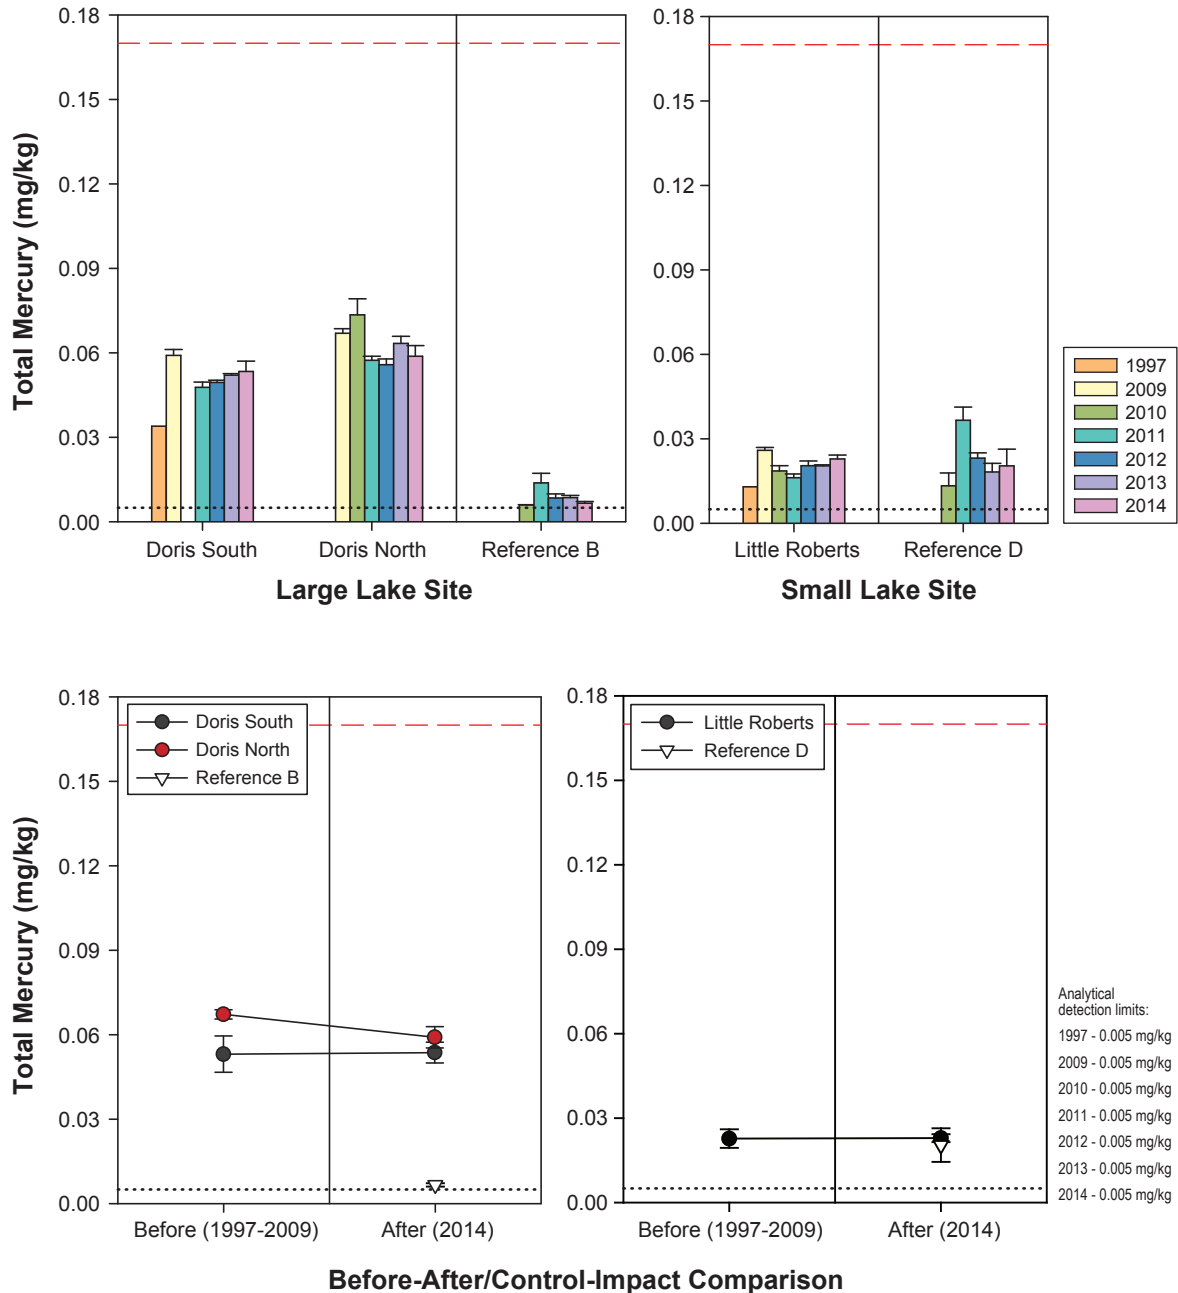 Total Mercury (mg/kg)
0.18
0.15
0.12
0.09
0.06
0.03
0.00
Doris South
Doris North
Reference B
Large Lake Site
0.18
0.15
0.12
0.09
0.06
0.03
0.00
Little Roberts
Reference D
Small Lake Site
1997
2009
2010
2011
2012
2013
2014
Total Mercury (mg/kg)
0.18
0.15
0.12
0.09
0.06
0.03
0.00
Doris South
Doris North
Reference B
Before (1997-2009)
After (2014)
0.18
0.15
0.12
0.09
0.06
0.03
0.00
Little Roberts
Reference D
Before (1997-2009)
After (2014)
Analytical
detection limits:
1997 - 0.005 mg/kg
2009 - 0.005 mg/kg
2010 - 0.005 mg/kg
2011 - 0.005 mg/kg
2012 - 0.005 mg/kg
2013 - 0.005 mg/kg
2014 - 0.005 mg/kg
Before-After/Control-Impact Comparison